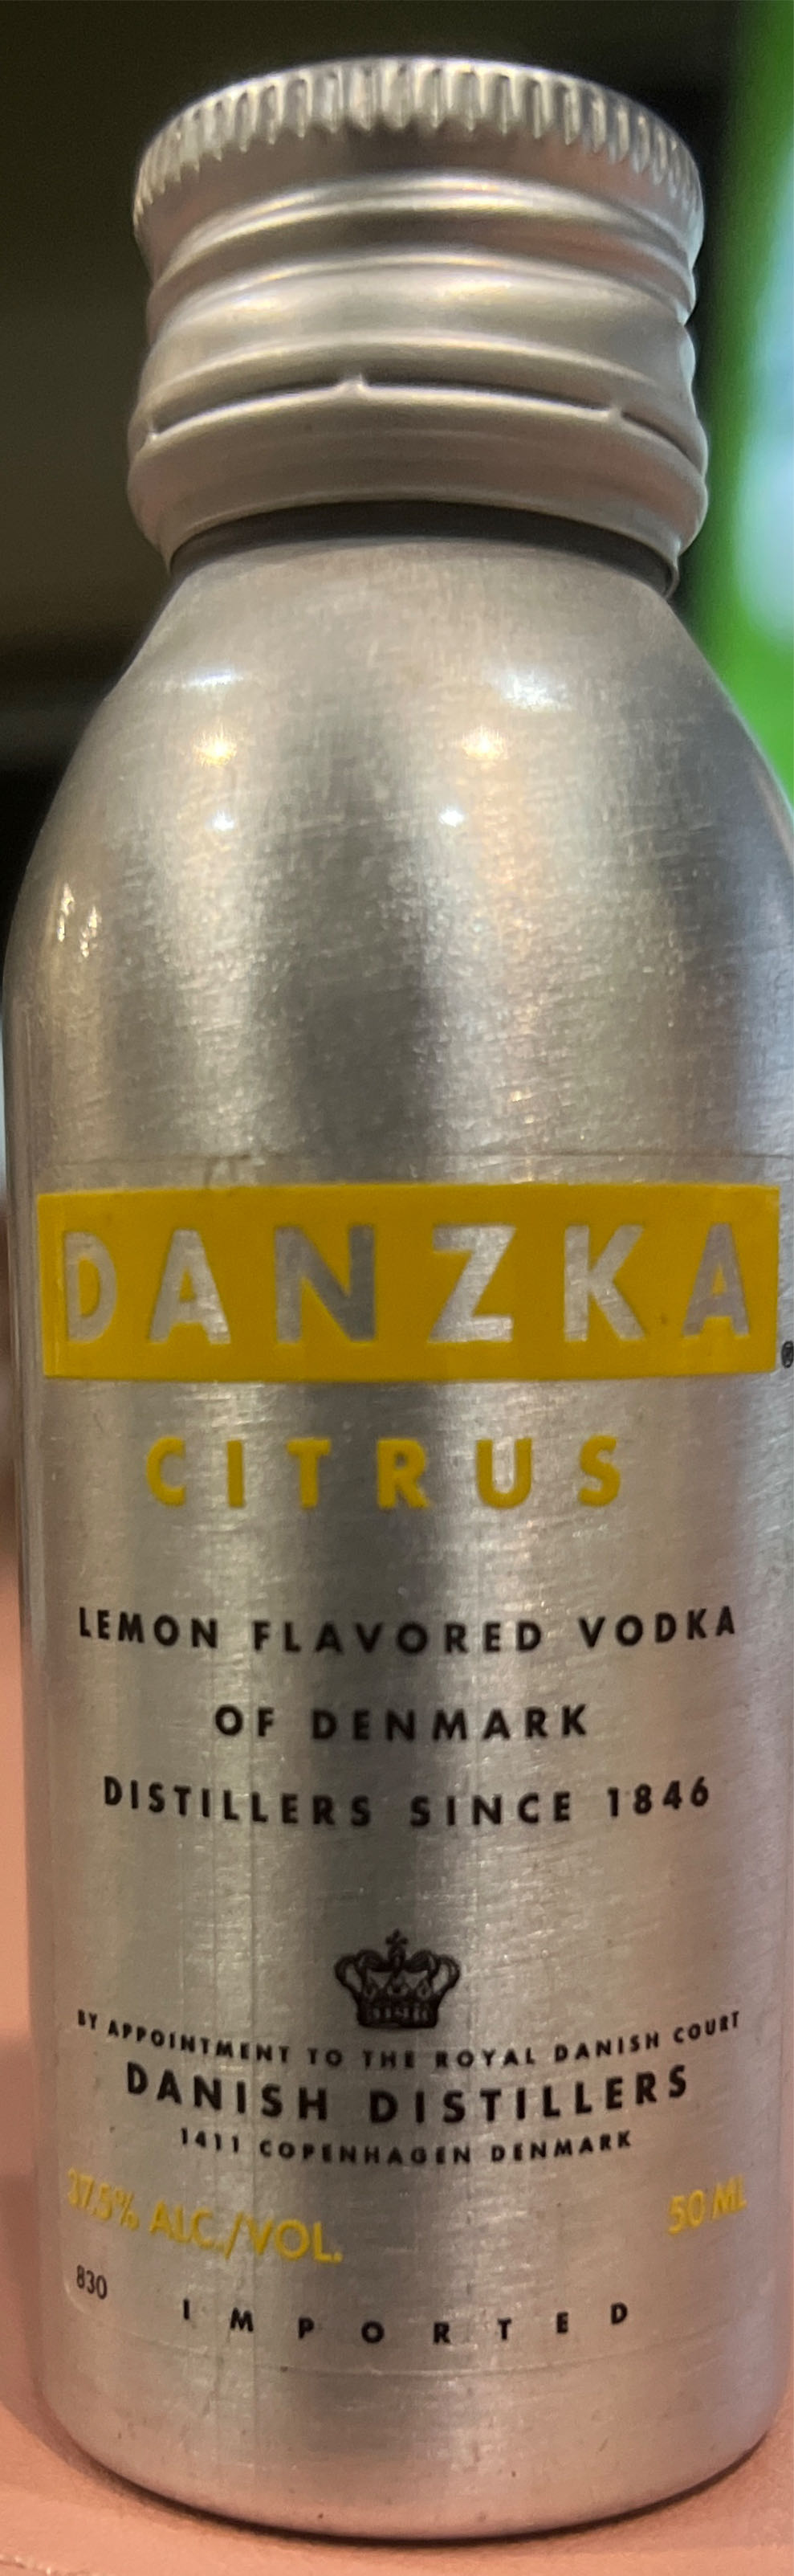 DANZKA®
CITRUS
LEMON FLAVORED VODKA
OF DENMARK
DISTILLERS SINCE 1846
BY APPOINTMENT TO THE ROYAL DANISH COURT
DANISH DISTILLERS
1411 COPENHAGEN DENMARK
37.5% ALC./VOL. 50 ML
830
IMPORTED